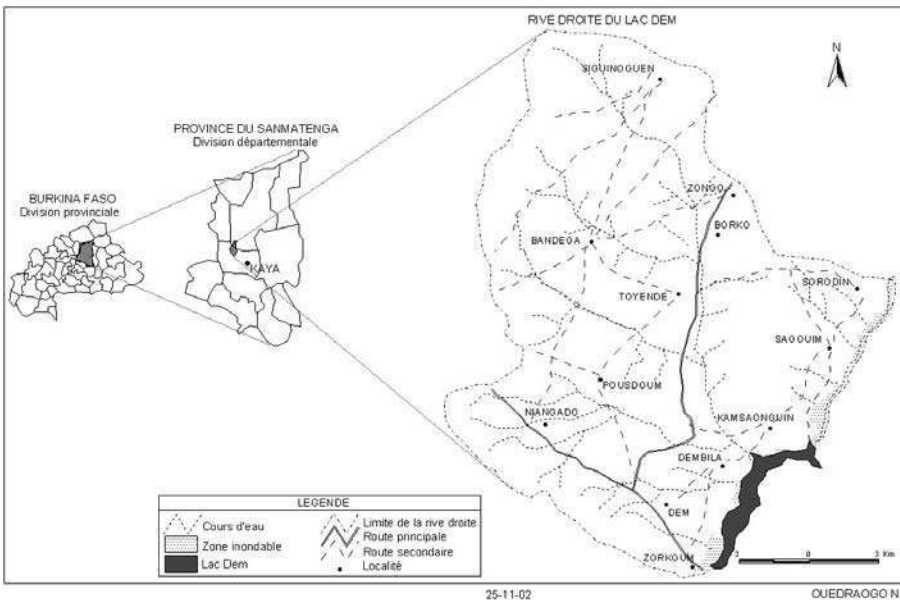 RIVE DROITE DU LAC DEM
N
SIGUINOGUEN
PROVINCE DU SANMATENGA
Division départementale
BURKINA FASO
Division provinciale
ZONGO
BORKO
BANDEGA
KAYA
TOYENDE
SORODIN
SAGOUIM
POUSDOUM
NIANGADO
KAMSAONGUIN
DEMBILA
DEM
ZORKOUM
LEGENDE
Cours d'eau
Zone inondable
Lac Dem
Limite de la rive droite
Route principale
Route secondaire
Localité
3 0 3 Km
25-11-02
OUEDRAOGO N